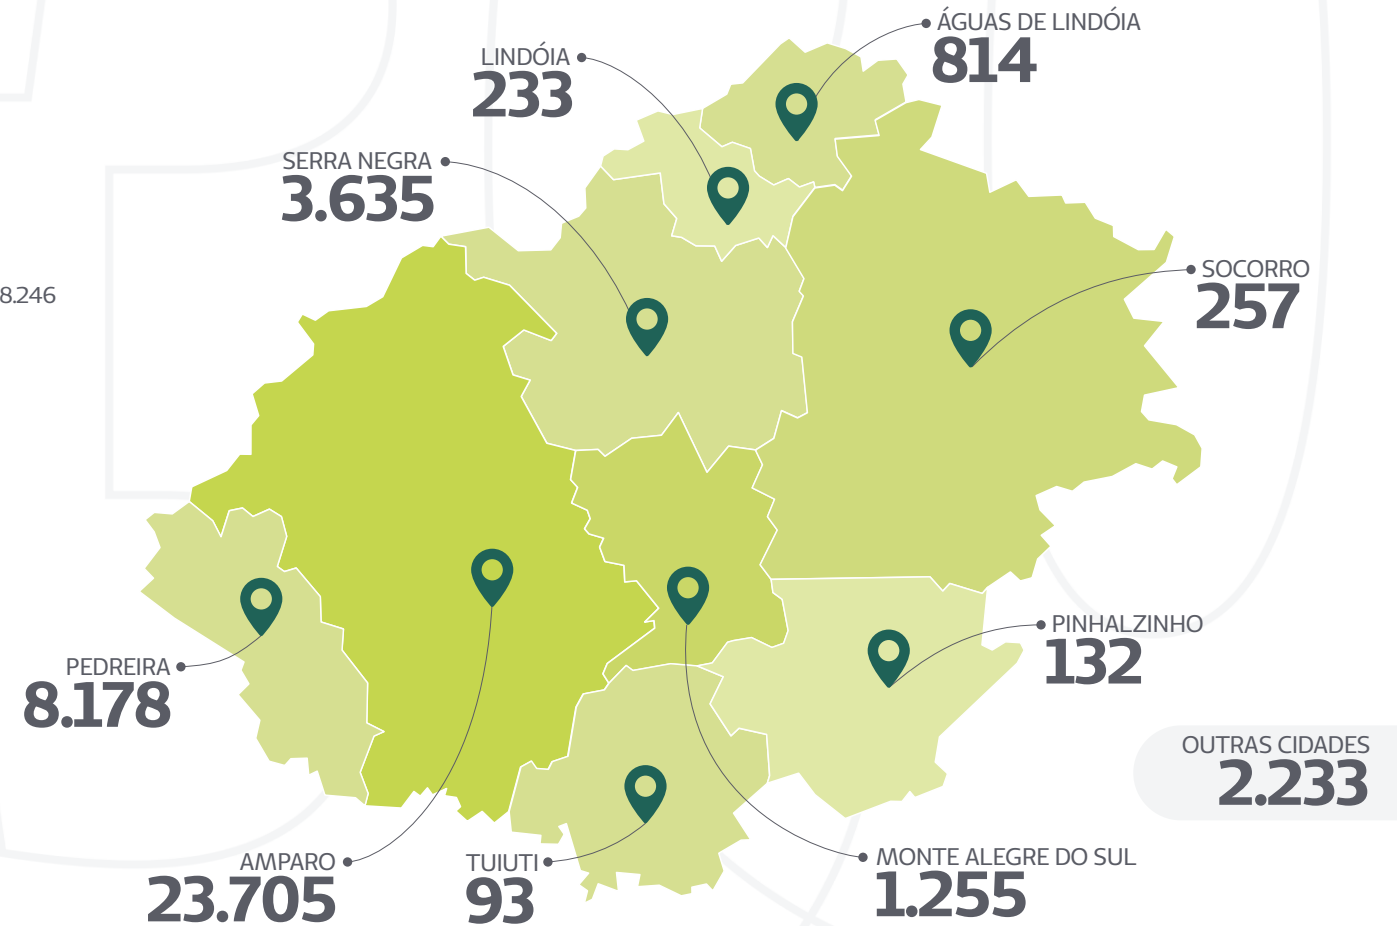 ÁGUAS DE LINDÓIA
814
LINDÓIA
233
SERRA NEGRA
3.635
SOCORRO
257
8.246
PINHALZINHO
132
PEDREIRA
8.178
OUTRAS CIDADES
2.233
AMPARO
23.705
TUIUTI
93
MONTE ALEGRE DO SUL
1.255